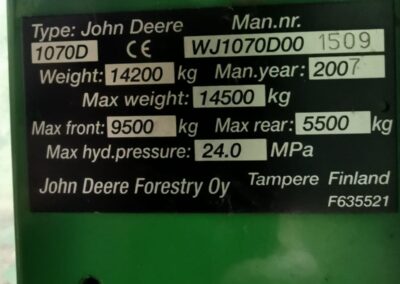 Type: John Deere Man.nr.
1070D CE WJ1070D00 1509
Weight: 14200 kg Man.year: 2007
Max weight: 14500 kg
Max front: 9500 kg Max rear: 5500 kg
Max hyd.pressure: 24.0 MPa
John Deere Forestry Oy Tampere Finland
F635521